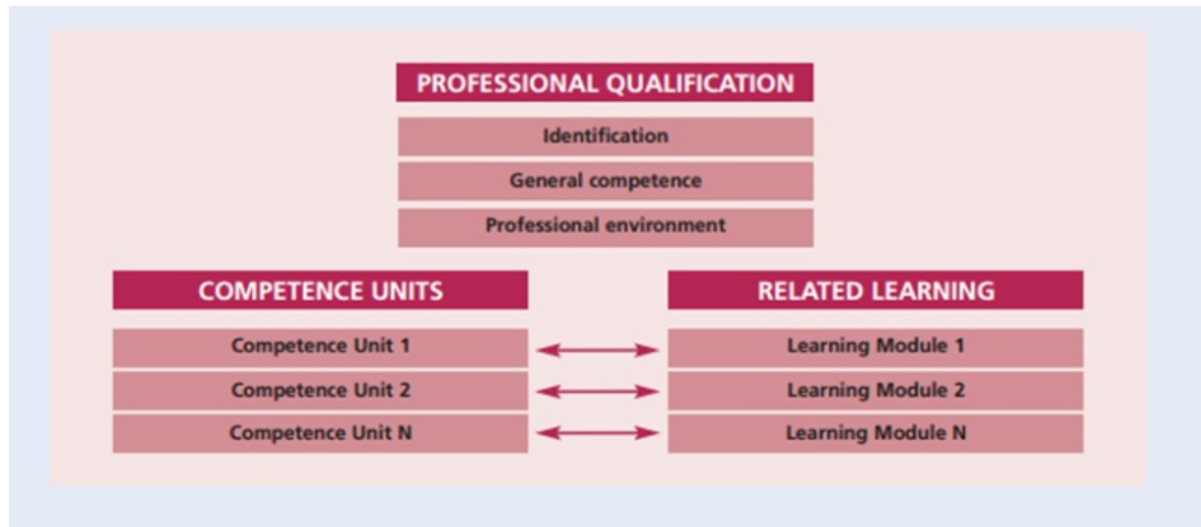 PROFESSIONAL QUALIFICATION
Identification
General competence
Professional environment
COMPETENCE UNITS
Competence Unit 1
Competence Unit 2
Competence Unit N
RELATED LEARNING
Learning Module 1
Learning Module 2
Learning Module N